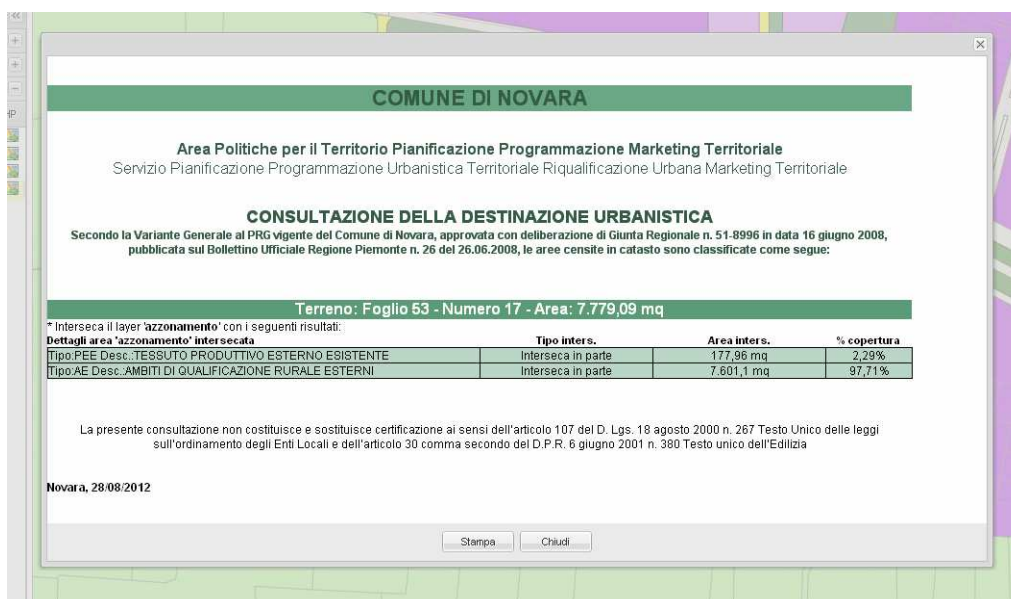 COMUNE DI NOVARA
Area Politiche per il Territorio Pianificazione Programmazione Marketing Territoriale
Servizio Pianificazione Programmazione Urbanistica Territoriale Riqualificazione Urbana Marketing Territoriale
CONSULTAZIONE DELLA DESTINAZIONE URBANISTICA
Secondo la Variante Generale al PRG vigente del Comune di Novara, approvata con deliberazione di Giunta Regionale n. 51-8996 in data 16 giugno 2008,
pubblicata sul Bollettino Ufficiale Regione Piemonte n. 26 del 26.06.2008, le aree censite in catasto sono classificate come segue:
Terreno: Foglio 53 - Numero 17 - Area: 7.779,09 mq
* Interseca il layer 'azzonamento' con i seguenti risultati:
Dettagli area 'azzonamento' intersecata Tipo inters. Area inters. % copertura
Tipo:PEE Desc.:TESSUTO PRODUTTIVO ESTERNO ESISTENTE Interseca in parte 177,96 mq 2,29%
Tipo:AE Desc.:AMBITI DI QUALIFICAZIONE RURALE ESTERNI Interseca in parte 7.601,1 mq 97,71%
La presente consultazione non costituisce e sostituisce certificazione ai sensi dell'articolo 107 del D. Lgs. 18 agosto 2000 n. 267 Testo Unico delle leggi
sull'ordinamento degli Enti Locali e dell'articolo 30 comma secondo del D.P.R. 6 giugno 2001 n. 380 Testo unico dell'Edilizia
Novara, 28/08/2012
Stampa Chiudi